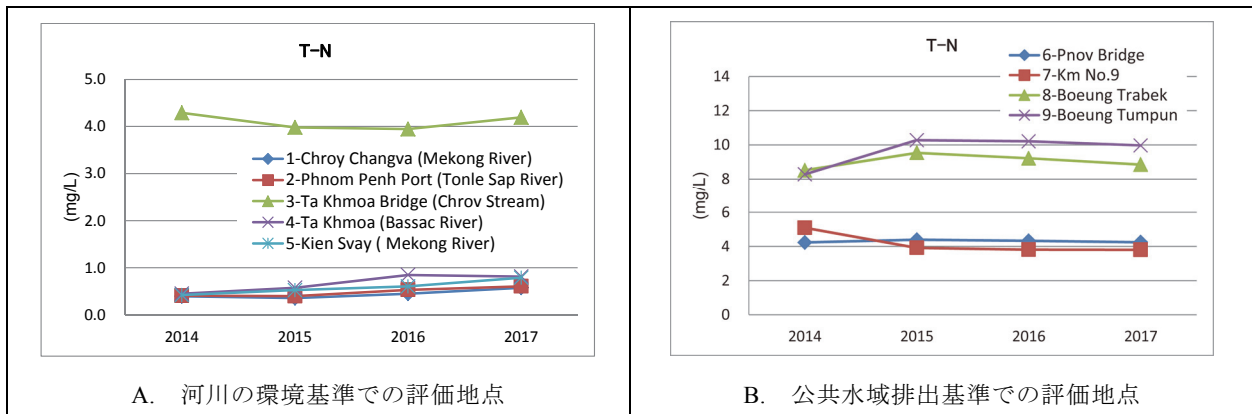 T-N
5.0
4.0
3.0
2.0
1.0
0.0
(mg/L)
1-Chroy Changva (Mekong River)
2-Phnom Penh Port (Tonle Sap River)
3-Ta Khmoa Bridge (Chrov Stream)
4-Ta Khmoa (Bassac River)
5-Kien Svay ( Mekong River)
2014 2015 2016 2017
A. 河川の環境基準での評価地点
T-N
14
12
10
8
6
4
2
0
(mg/L)
6-Pnov Bridge
7-Km No.9
8-Boeung Trabek
9-Boeung Tumpun
2014 2015 2016 2017
B. 公共水域排出基準での評価地点